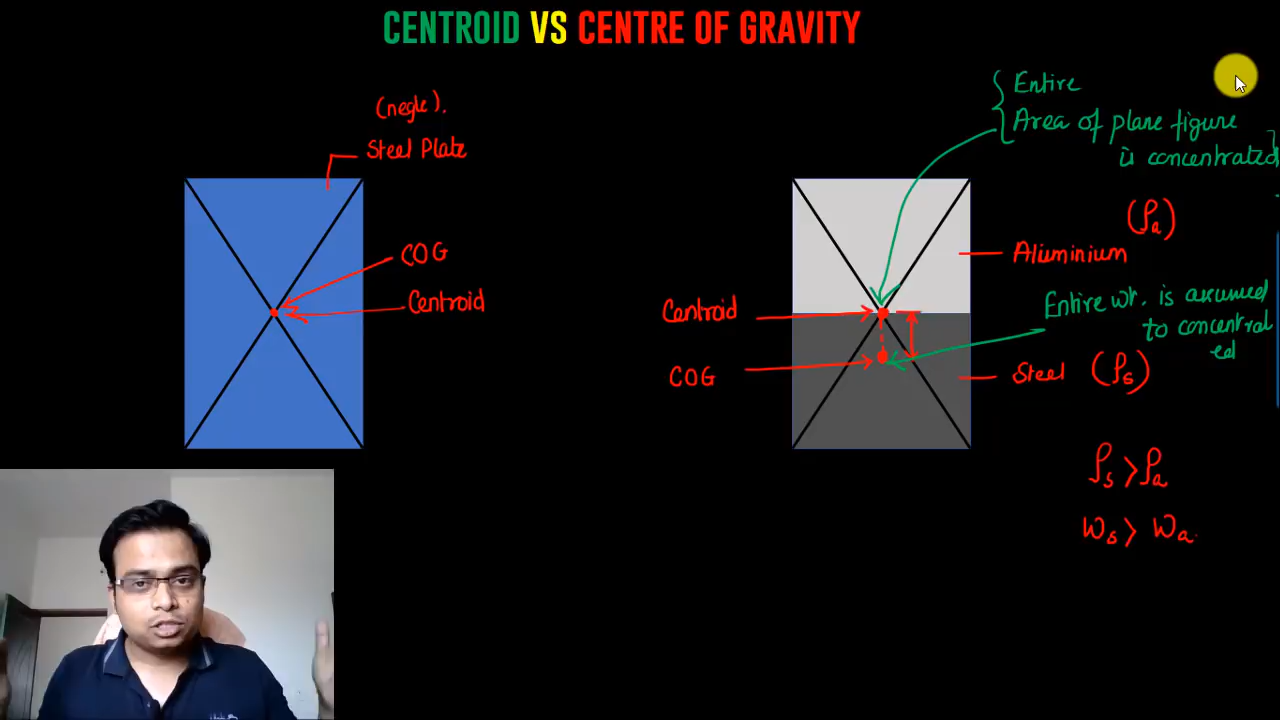 CENTROID VS CENTRE OF GRAVITY
(negle).
Steel Plate
COG
Centroid
Entire
Area of plane figure
is concentrated
(ρa)
Aluminium
Centroid
COG
Entire wt. is assumed
to concentrat
ed
Steel (ρs)
ρs > ρa
Ws > Wa.